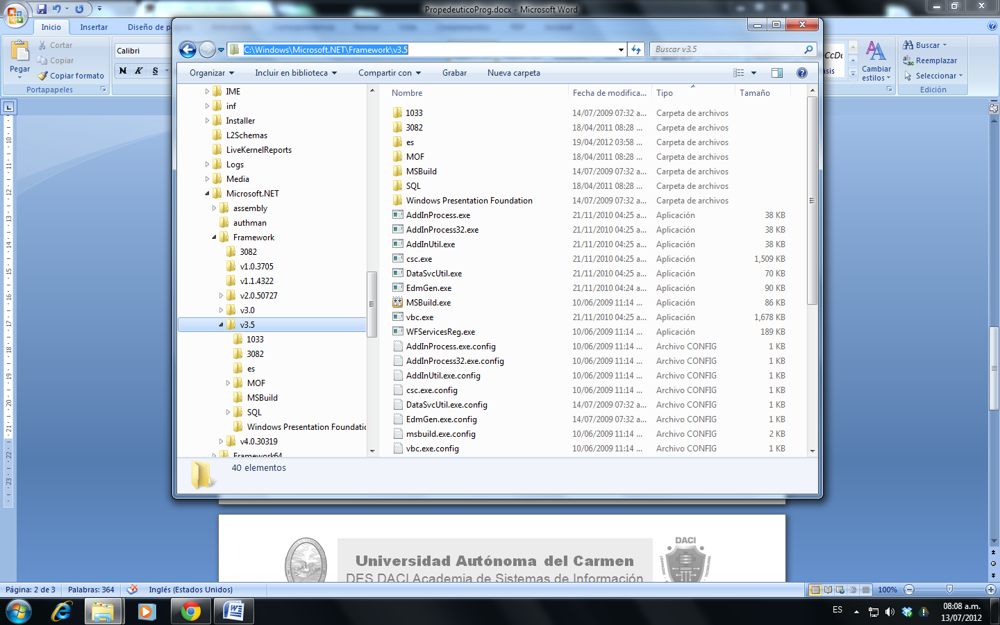 PropedeuticoProg.docx - Microsoft Word
Inicio
Insertar
Diseño de p
Pegar
Cortar
Copiar
Copiar formato
Portapapeles
Calibri
N K S
Cambiar estilos
Buscar
Reemplazar
Seleccionar
Edición
C:\Windows\Microsoft.NET\Framework\v3.5
Buscar v3.5
Organizar
Incluir en biblioteca
Compartir con
Grabar
Nueva carpeta
IME
inf
Installer
L2Schemas
LiveKernelReports
Logs
Media
Microsoft.NET
assembly
authman
Framework
3082
v1.0.3705
v1.1.4322
v2.0.50727
v3.0
v3.5
1033
3082
es
MOF
MSBuild
SQL
Windows Presentation Foundatio
v4.0.30319
Framework64
Nombre Fecha de modifica... Tipo Tamaño
1033 14/07/2009 07:32 a... Carpeta de archivos
3082 18/04/2011 08:28 ... Carpeta de archivos
es 19/04/2012 03:58 ... Carpeta de archivos
MOF 18/04/2011 08:28 ... Carpeta de archivos
MSBuild 14/07/2009 07:32 a... Carpeta de archivos
SQL 18/04/2011 08:28 ... Carpeta de archivos
Windows Presentation Foundation 14/07/2009 07:32 a... Carpeta de archivos
AddInProcess.exe 21/11/2010 04:25 a... Aplicación 38 KB
AddInProcess32.exe 21/11/2010 04:25 a... Aplicación 38 KB
AddInUtil.exe 21/11/2010 04:25 a... Aplicación 38 KB
csc.exe 21/11/2010 04:25 a... Aplicación 1,509 KB
DataSvcUtil.exe 21/11/2010 04:25 a... Aplicación 70 KB
EdmGen.exe 21/11/2010 04:24 a... Aplicación 90 KB
MSBuild.exe 10/06/2009 11:14 ... Aplicación 86 KB
vbc.exe 21/11/2010 04:25 a... Aplicación 1,678 KB
WFServicesReg.exe 10/06/2009 11:14 ... Aplicación 189 KB
AddInProcess.exe.config 10/06/2009 11:14 ... Archivo CONFIG 1 KB
AddInProcess32.exe.config 10/06/2009 11:14 ... Archivo CONFIG 1 KB
AddInUtil.exe.config 10/06/2009 11:14 ... Archivo CONFIG 1 KB
csc.exe.config 10/06/2009 11:14 ... Archivo CONFIG 1 KB
DataSvcUtil.exe.config 14/07/2009 07:32 a... Archivo CONFIG 1 KB
EdmGen.exe.config 14/07/2009 07:32 a... Archivo CONFIG 1 KB
msbuild.exe.config 10/06/2009 11:14 ... Archivo CONFIG 2 KB
vbc.exe.config 10/06/2009 11:14 ... Archivo CONFIG 1 KB
40 elementos
Universidad Autónoma del Carmen
DES DACI Academia de Sistemas de Información
DACI
Página: 2 de 3
Palabras: 364
Inglés (Estados Unidos)
100%
ES
08:08 a.m.
13/07/2012